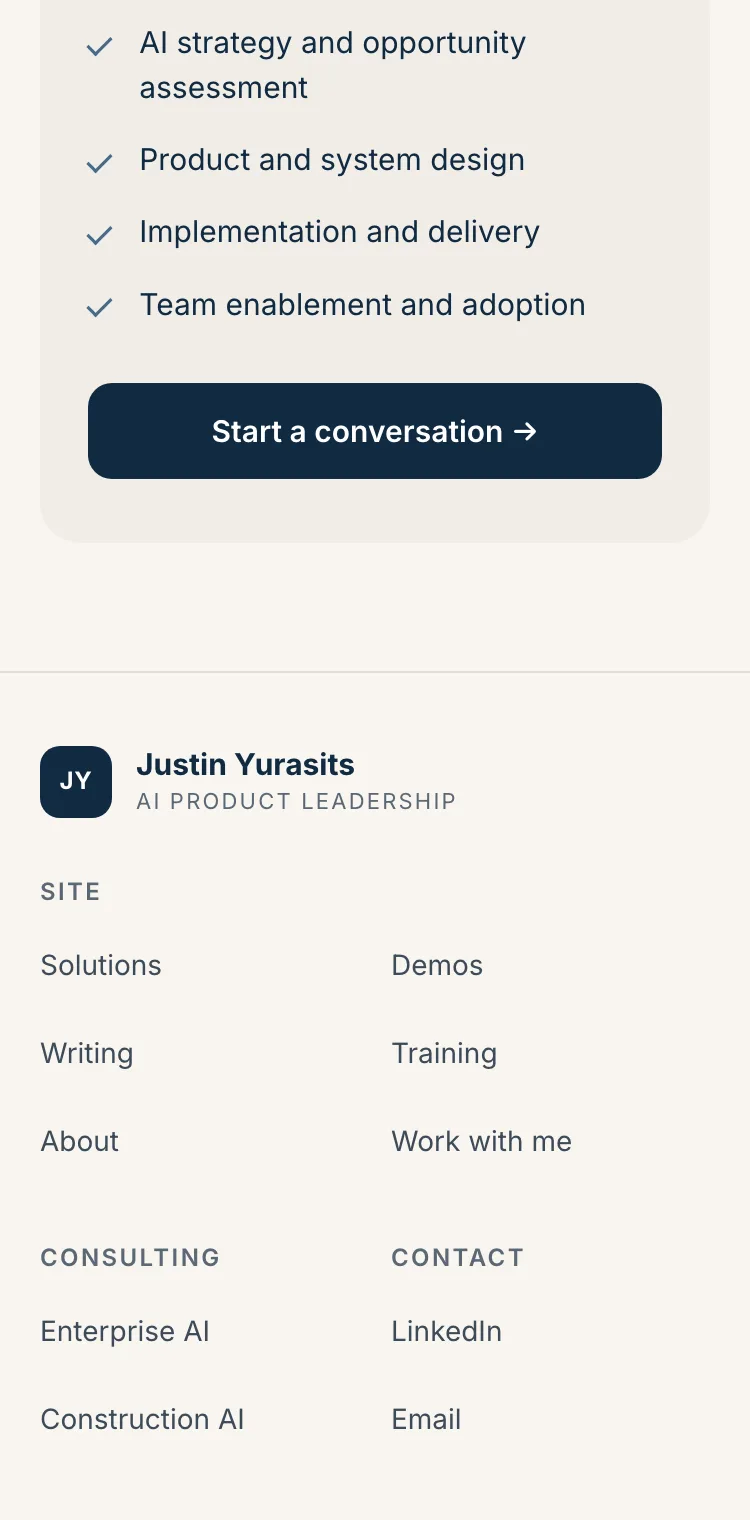 AI strategy and opportunity
assessment
Product and system design
Implementation and delivery
Team enablement and adoption
Start a conversation →
JY
Justin Yurasits
AI PRODUCT LEADERSHIP
SITE
Solutions
Demos
Writing
Training
About
Work with me
CONSULTING
CONTACT
Enterprise AI
LinkedIn
Construction AI
Email